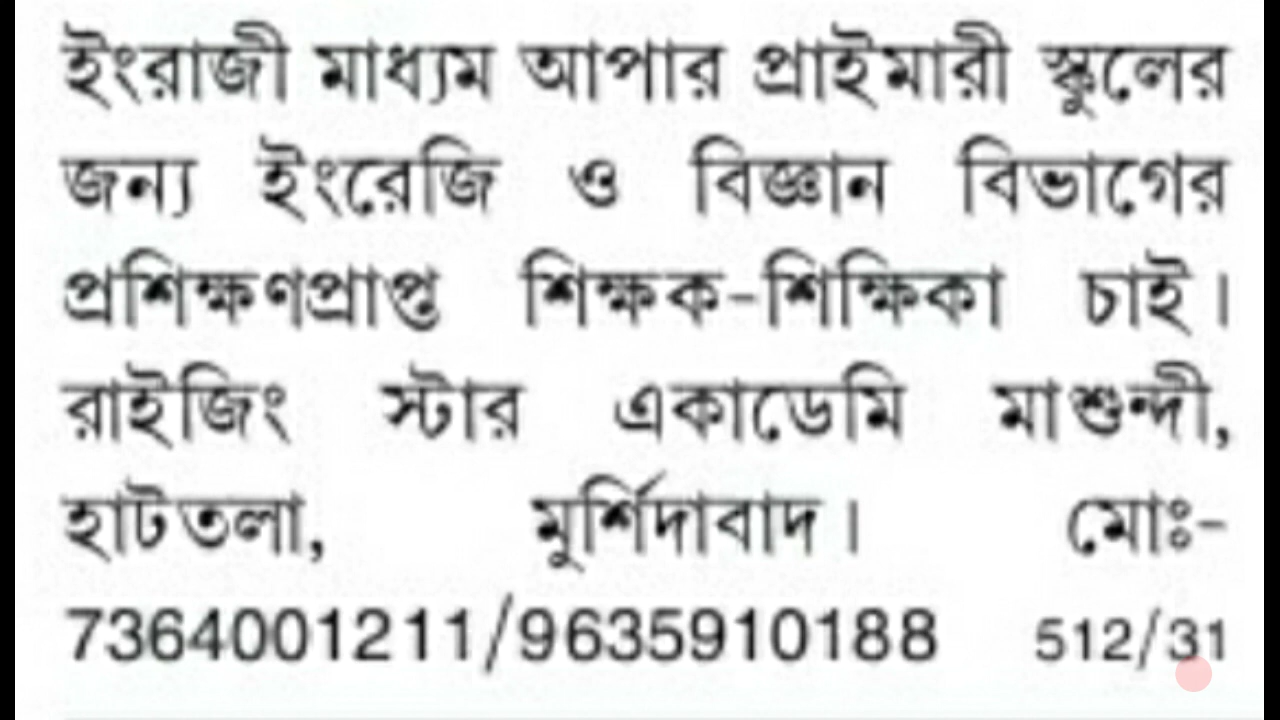 ইংরাজী মাধ্যম আপার প্রাইমারী স্কুলের
জন্য ইংরেজি ও বিজ্ঞান বিভাগের
প্রশিক্ষণপ্রাপ্ত শিক্ষক-শিক্ষিকা চাই।
রাইজিং স্টার একাডেমি মাশুন্দী,
হাটতলা, মুর্শিদাবাদ। মোঃ-
7364001211/9635910188 512/31